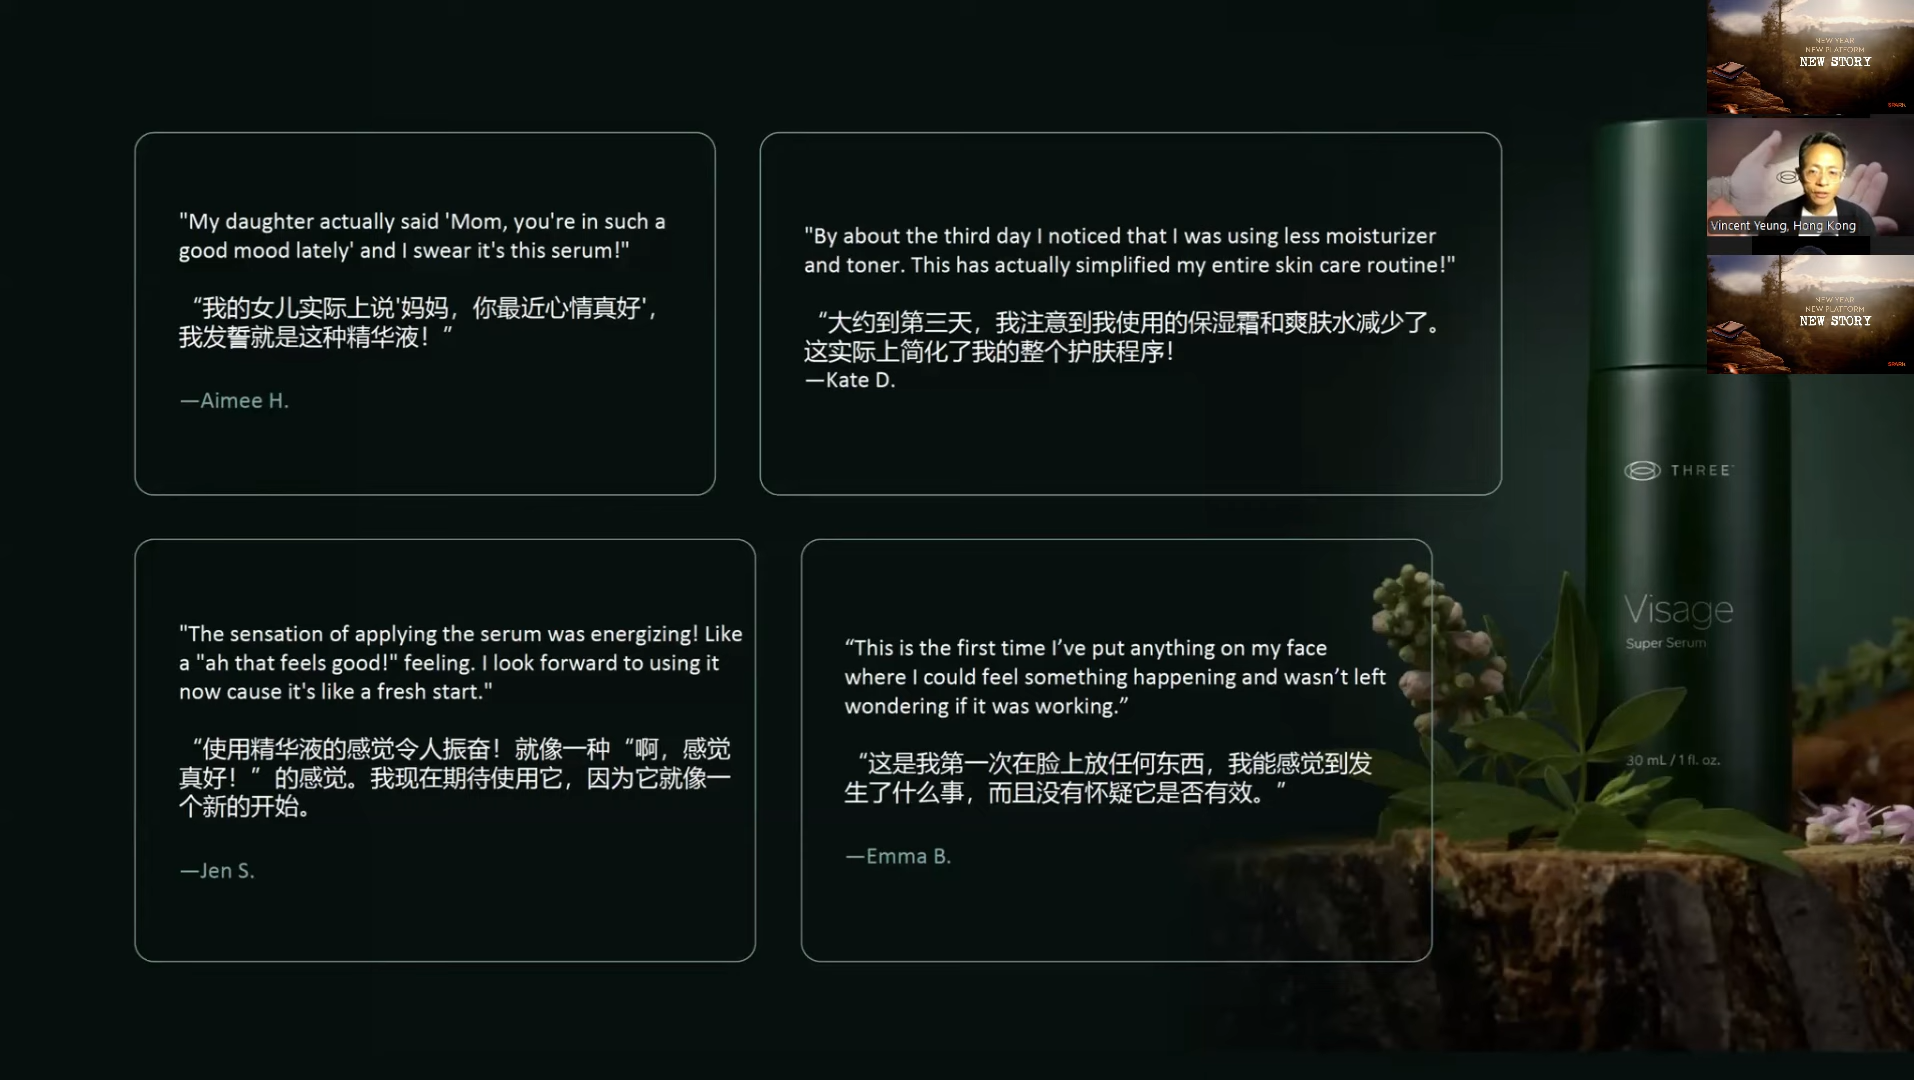 "My daughter actually said 'Mom, you're in such a
good mood lately' and I swear it's this serum!"
“我的女儿实际上说'妈妈，你最近心情真好'，
我发誓就是这种精华液！”
—Aimee H.
"By about the third day I noticed that I was using less moisturizer
and toner. This has actually simplified my entire skin care routine!"
“大约到第三天，我注意到我使用的保湿霜和爽肤水减少了。
这实际上简化了我的整个护肤程序！
—Kate D.
"The sensation of applying the serum was energizing! Like
a "ah that feels good!" feeling. I look forward to using it
now cause it's like a fresh start."
“使用精华液的感觉令人振奋！就像一种“啊，感觉
真好！”的感觉。我现在期待使用它，因为它就像一
个新的开始。
—Jen S.
“This is the first time I’ve put anything on my face
where I could feel something happening and wasn’t left
wondering if it was working.”
“这是我第一次在脸上放任何东西，我能感觉到发
生了什么事，而且没有怀疑它是否有效。”
—Emma B.
THREE
Visage
Super Serum
30 mL / 1 fl. oz.
NEW YEAR
NEW PLATFORM
NEW STORY
SPARK
Vincent Yeung, Hong Kong
NEW YEAR
NEW PLATFORM
NEW STORY
SPARK